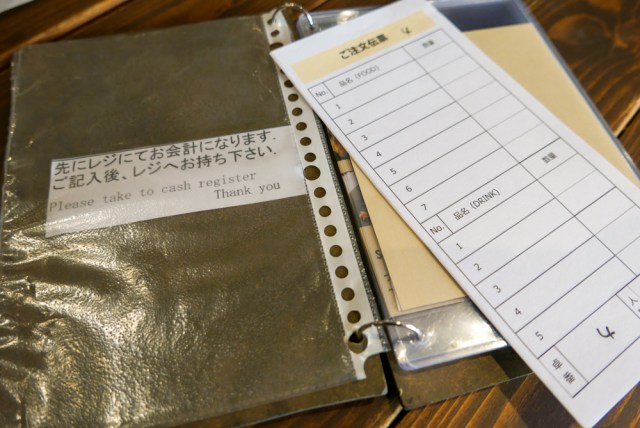 先にレジにてお会計になります.
ご記入後、レジへお持ち下さい.
Please take to cash register
Thank you
ご注文伝票
No. 品名 (FOOD) 数量
1
2
3
4
5
6
7
No. 品名 (DRINK) 数量
1
2
3
4
5
カ